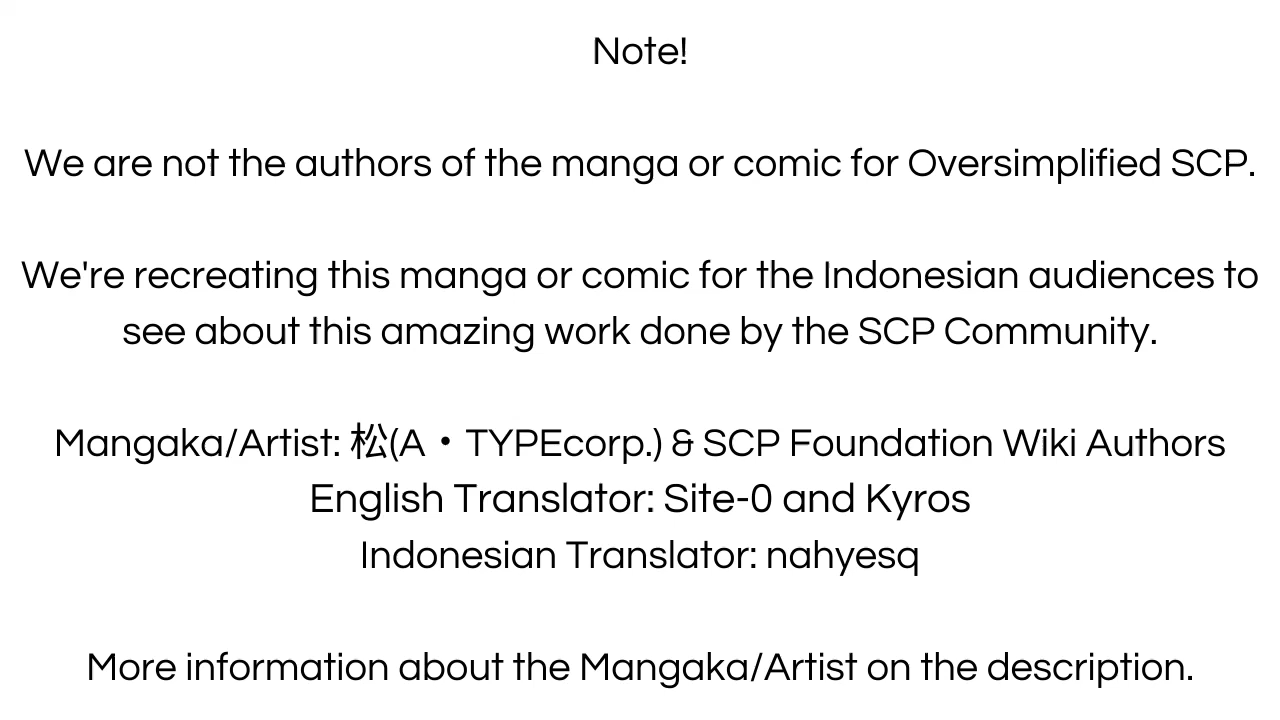 Note!
We are not the authors of the manga or comic for Oversimplified SCP.
We're recreating this manga or comic for the Indonesian audiences to
see about this amazing work done by the SCP Community.
Mangaka/Artist: 松(A・TYPEcorp.) & SCP Foundation Wiki Authors
English Translator: Site-0 and Kyros
Indonesian Translator: nahyesq
More information about the Mangaka/Artist on the description.